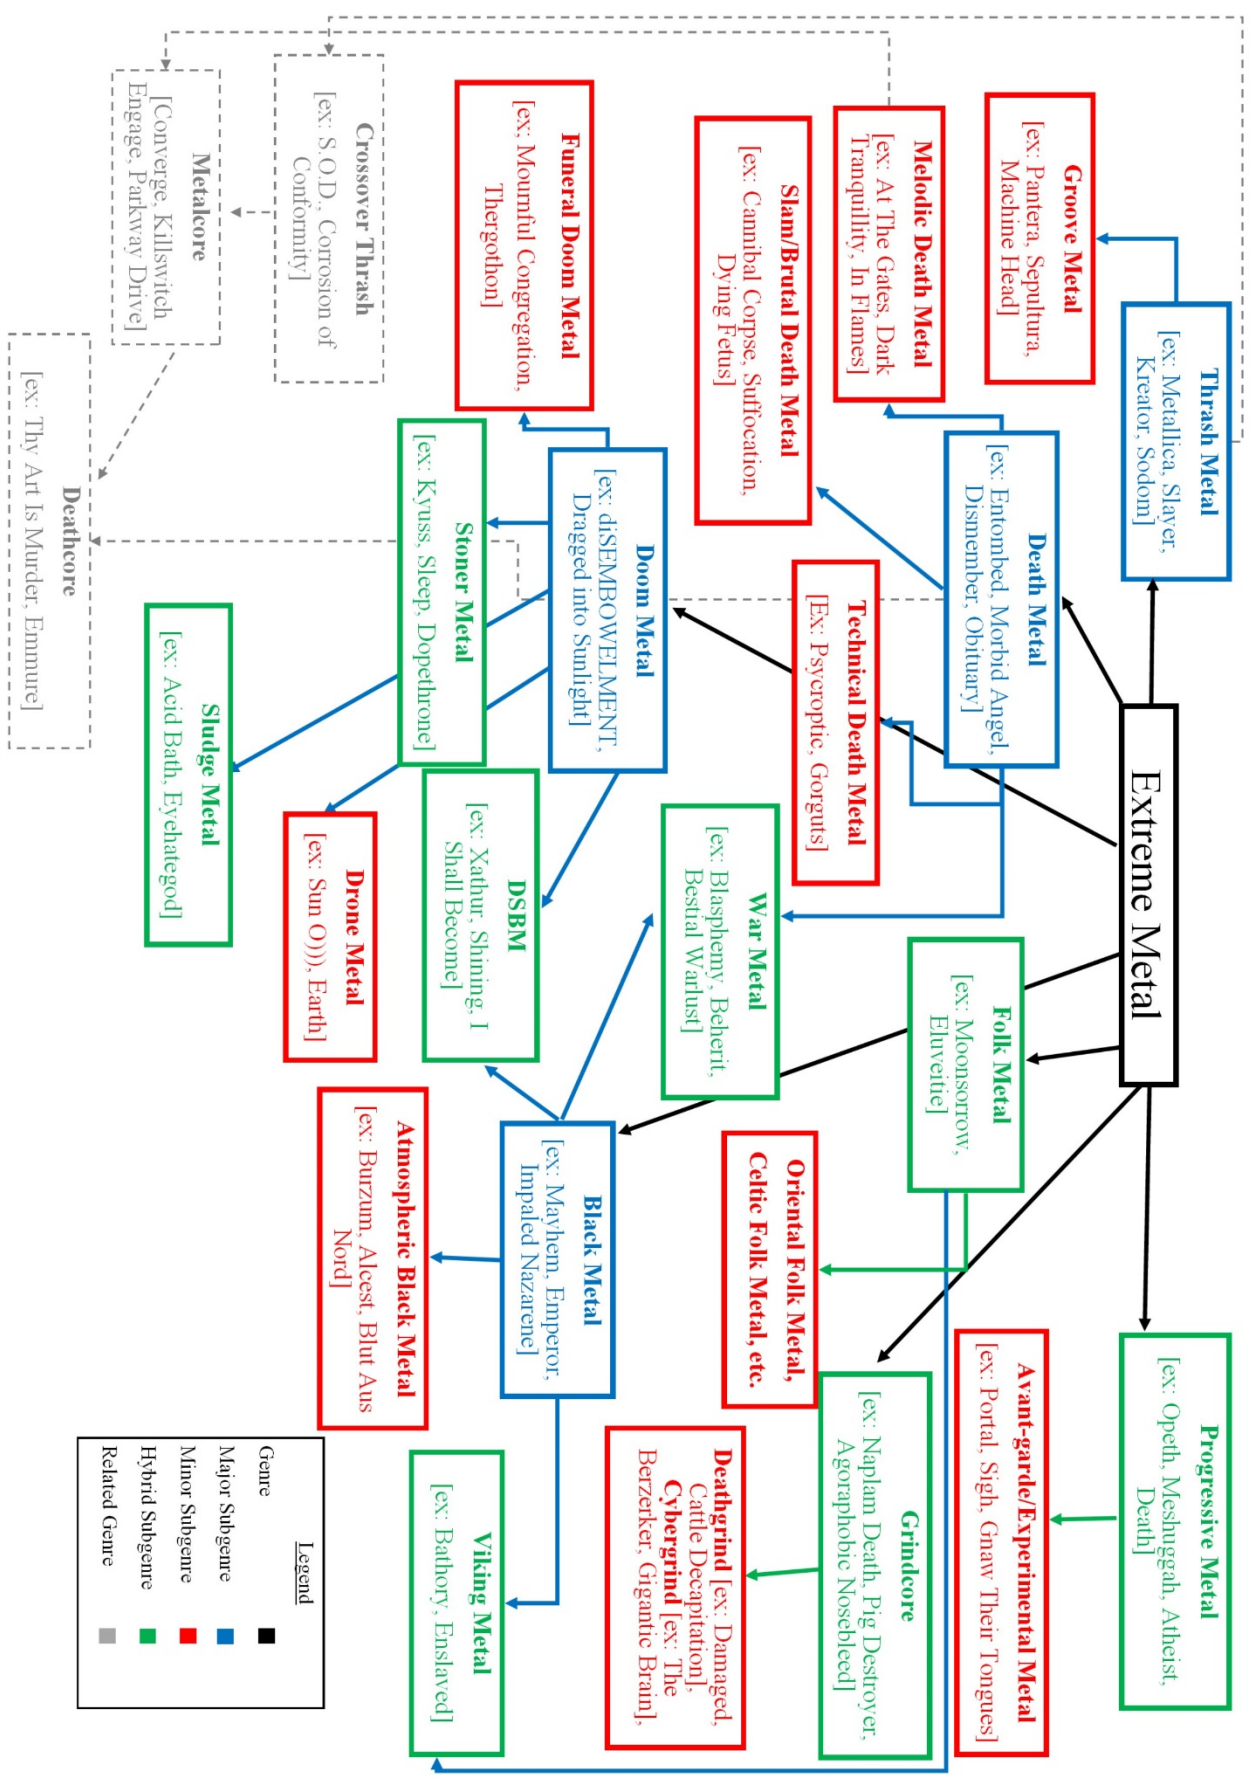 Extreme Metal
Thrash Metal
[ex: Metallica, Slayer,
Kreator, Sodom]
Progressive Metal
[ex: Opeth, Meshuggah, Atheist,
Death]
Groove Metal
[ex: Pantera, Sepultura,
Machine Head]
Death Metal
[ex: Entombed, Morbid Angel,
Dismember, Obituary]
Folk Metal
[ex: Moonsorrow,
Eluveitie]
Avant-garde/Experimental Metal
[ex: Portal, Sigh, Gnaw Their Tongues]
Melodic Death Metal
[ex: At The Gates, Dark
Tranquillity, In Flames]
Technical Death Metal
[Ex: Psycroptic, Gorguts]
Oriental Folk Metal,
Celtic Folk Metal, etc.
Grindcore
[ex: Naplam Death, Pig Destroyer,
Agoraphobic Nosebleed]
Slam/Brutal Death Metal
[ex: Cannibal Corpse, Suffocation,
Dying Fetus]
War Metal
[ex: Blasphemy, Beherit,
Bestial Warlust]
Deathgrind [ex: Damaged,
Cattle Decapitation],
Cybergrind [ex: The
Berzerker, Gigantic Brain],
Doom Metal
[ex: diSEMBOWELMENT,
Dragged into Sunlight]
Black Metal
[ex: Mayhem, Emperor,
Impaled Nazarene]
Funeral Doom Metal
[ex: Mournful Congregation,
Thergothon]
Stoner Metal
[ex: Kyuss, Sleep, Dopethrone]
DSBM
[ex: Xathur, Shining, I
Shall Become]
Viking Metal
[ex: Bathory, Enslaved]
Crossover Thrash
[ex: S.O.D., Corrosion of
Conformity]
Drone Metal
[ex: Sun O))), Earth]
Atmospheric Black Metal
[ex: Burzum, Alcest, Blut Aus
Nord]
Metalcore
[Converge, Killswitch
Engage, Parkway Drive]
Sludge Metal
[ex: Acid Bath, Eyehategod]
Deathcore
[ex: Thy Art Is Murder, Emmure]
Legend
Genre
Major Subgenre
Minor Subgenre
Hybrid Subgenre
Related Genre